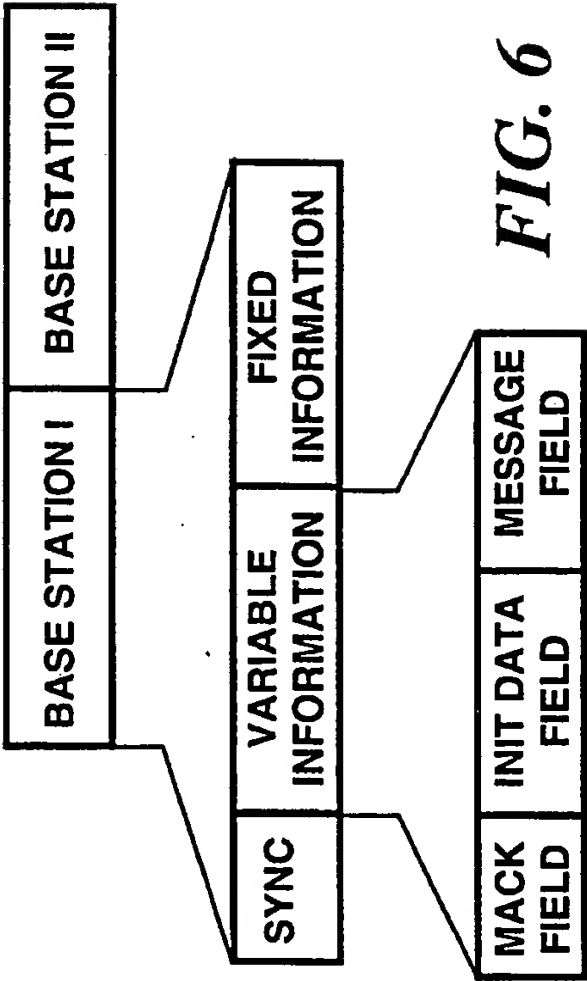 BASE STATION I
BASE STATION II
SYNC
VARIABLE
INFORMATION
FIXED
INFORMATION
MACK
FIELD
INIT DATA
FIELD
MESSAGE
FIELD
FIG. 6